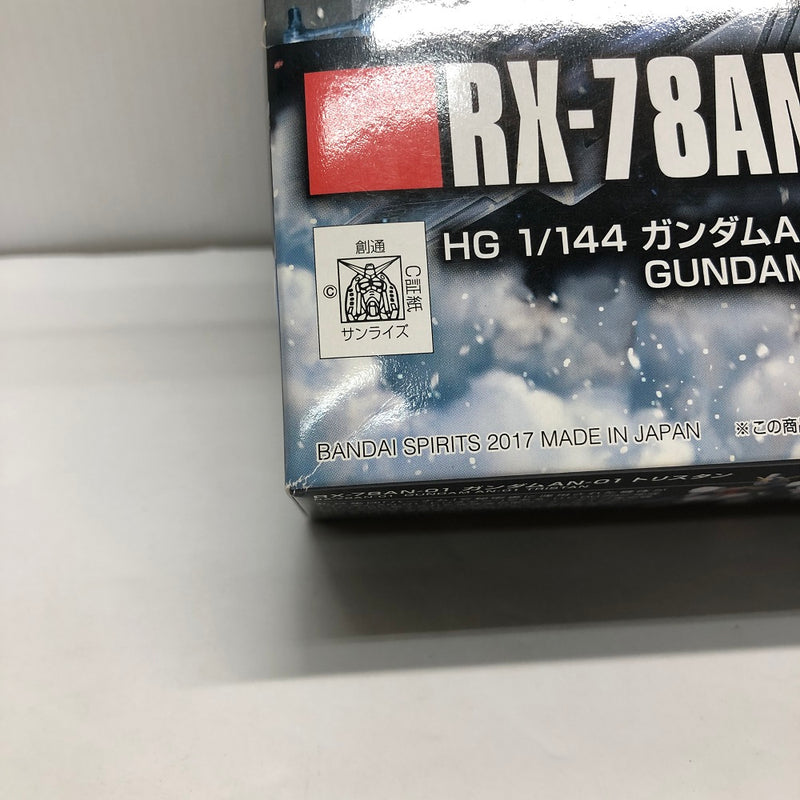 RX-78AN
HG 1/144 ガンダムA
GUNDAM
創通
©
C証紙
サンライズ
BANDAI SPIRITS 2017 MADE IN JAPAN
※この商
RX-78AN-01 ガンダムAN-01 トリスタン